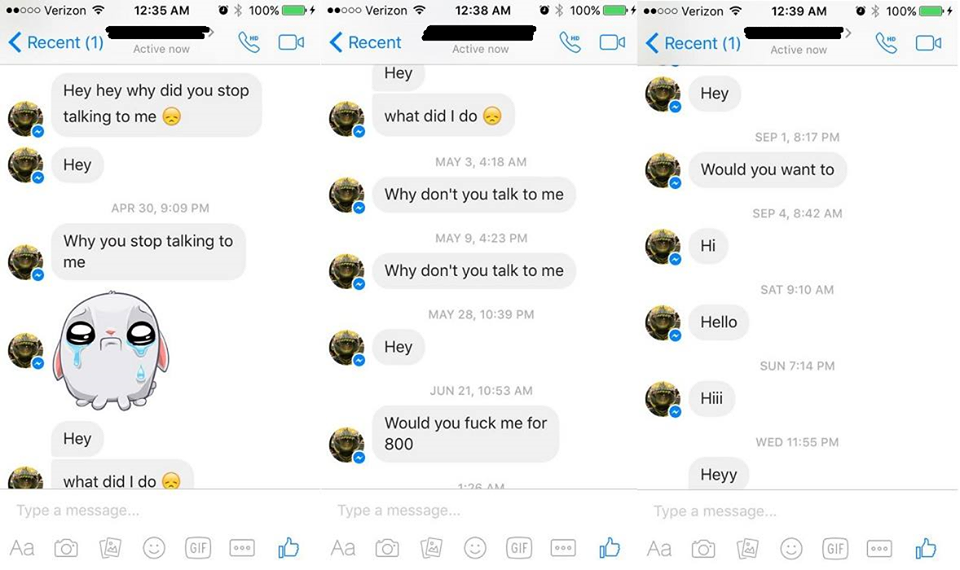 Verizon 12:35 AM 100%
Recent (1)
HD
Active now
Hey hey why did you stop
talking to me 😞
Hey
APR 30, 9:09 PM
Why you stop talking to
me
Hey
what did I do 😞
Type a message...
Aa
GIF
Verizon 12:38 AM 100%
Recent
HD
Active now
Hey
what did I do 😞
MAY 3, 4:18 AM
Why don't you talk to me
MAY 9, 4:23 PM
Why don't you talk to me
MAY 28, 10:39 PM
Hey
JUN 21, 10:53 AM
Would you fuck me for
800
1:26 AM
Type a message...
Aa
GIF
Verizon 12:39 AM 100%
Recent (1)
HD
Active now
Hey
SEP 1, 8:17 PM
Would you want to
SEP 4, 8:42 AM
Hi
SAT 9:10 AM
Hello
SUN 7:14 PM
Hiii
WED 11:55 PM
Heyy
Type a message...
Aa
GIF